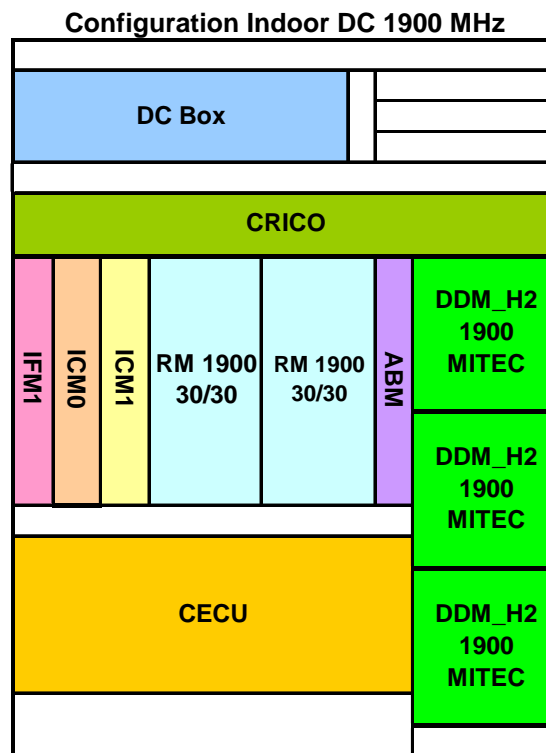 Configuration Indoor DC 1900 MHz
DC Box
CRICO
IFM1
ICM0
ICM1
RM 1900
30/30
RM 1900
30/30
ABM
DDM_H2
1900
MITEC
DDM_H2
1900
MITEC
CECU
DDM_H2
1900
MITEC